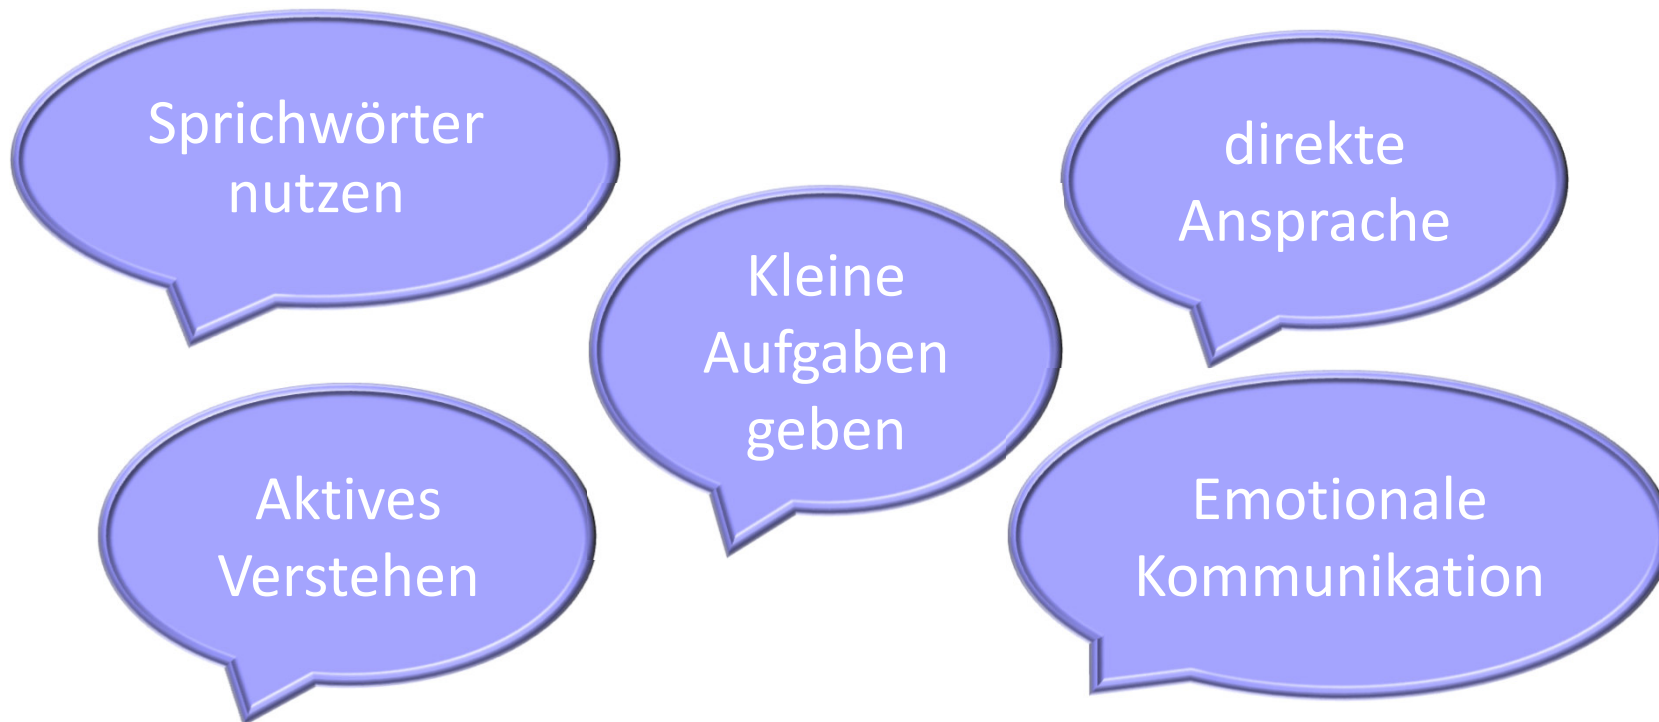 Sprichwörter
nutzen
direkte
Ansprache
Kleine
Aufgaben
geben
Aktives
Verstehen
Emotionale
Kommunikation